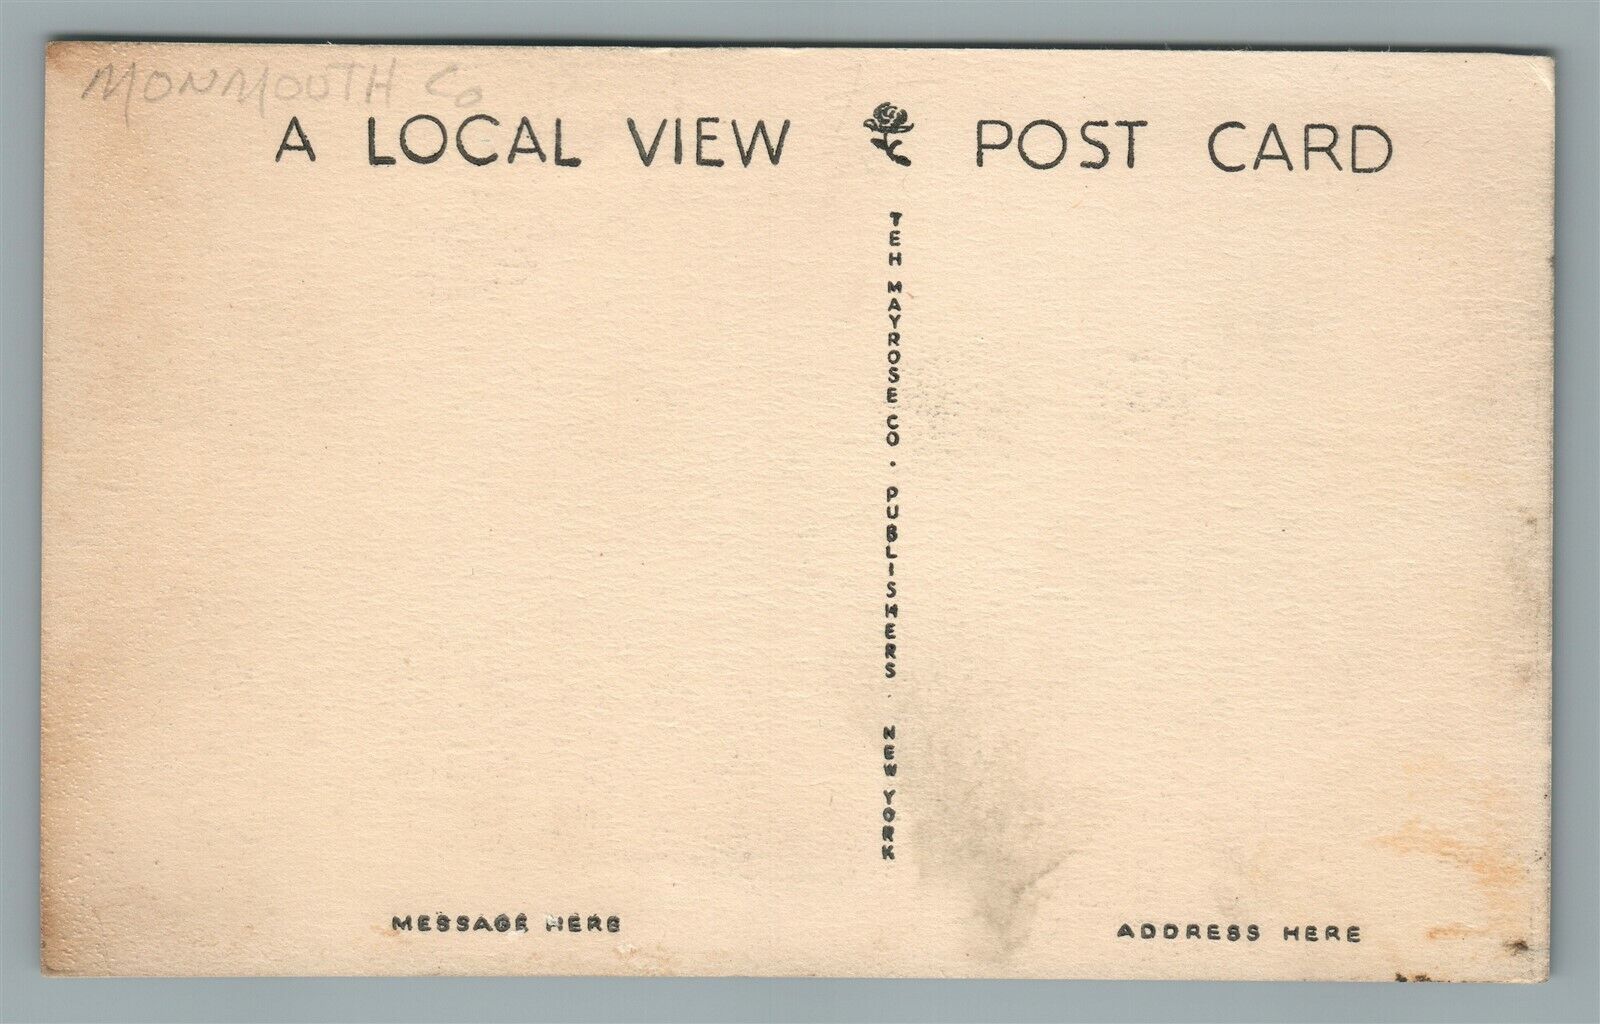 MONMOUTH Co
A LOCAL VIEW POST CARD
TEH MAYROSE CO. PUBLISHERS. NEW YORK
MESSAGE HERE
ADDRESS HERE